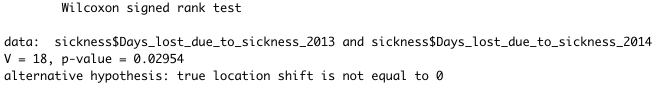 Wilcoxon signed rank test
data:  sickness$Days_lost_due_to_sickness_2013 and sickness$Days_lost_due_to_sickness_2014
V = 18, p-value = 0.02954
alternative hypothesis: true location shift is not equal to 0